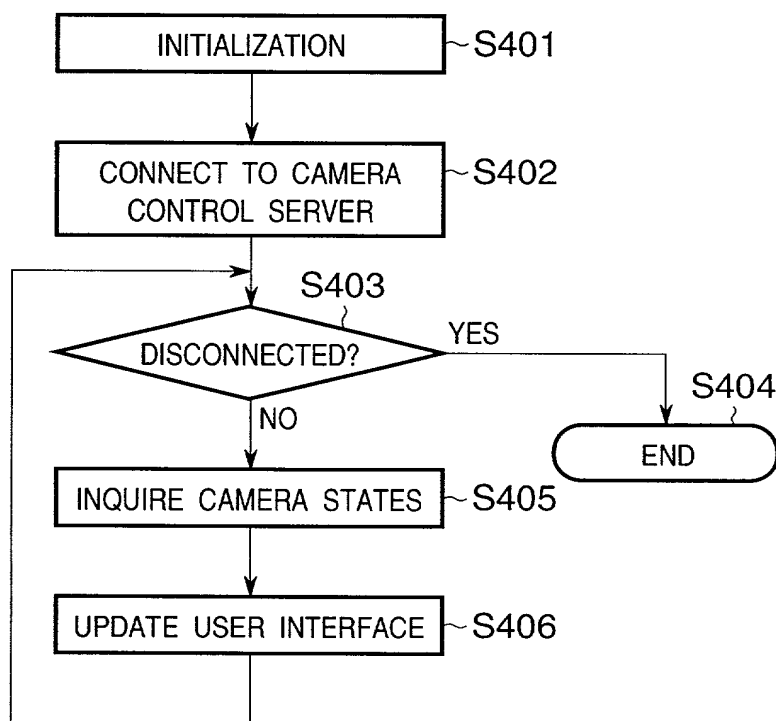 INITIALIZATION
S401
CONNECT TO CAMERA
CONTROL SERVER
S402
S403
DISCONNECTED?
YES
NO
S404
END
INQUIRE CAMERA STATES
S405
UPDATE USER INTERFACE
S406